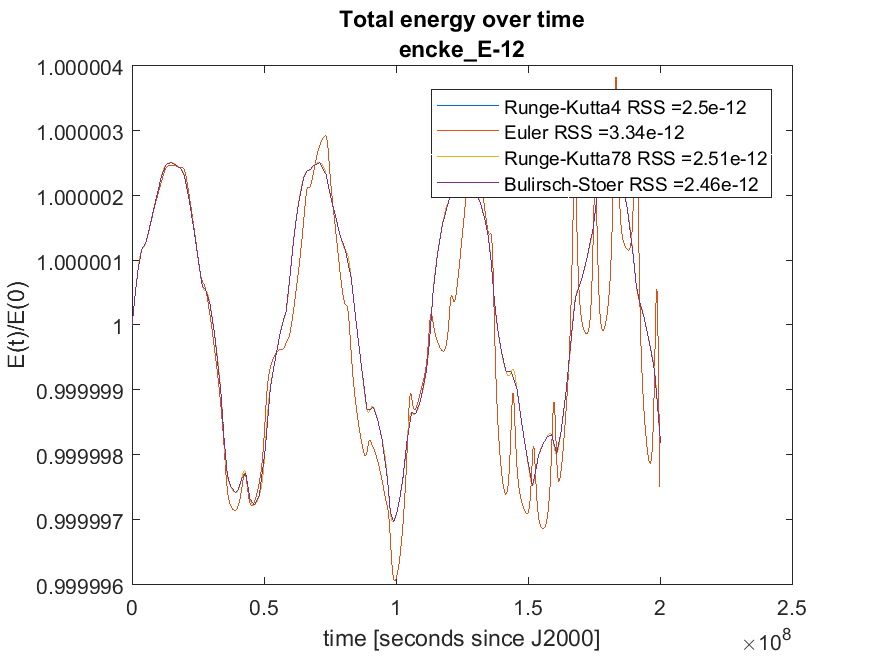 Total energy over time
encke_E-12
1.000004
1.000003
1.000002
1.000001
1
0.999999
0.999998
0.999997
0.999996
E(t)/E(0)
Runge-Kutta4 RSS =2.5e-12
Euler RSS =3.34e-12
Runge-Kutta78 RSS =2.51e-12
Bulirsch-Stoer RSS =2.46e-12
0 0.5 1 1.5 2 2.5
time [seconds since J2000]
×10⁸